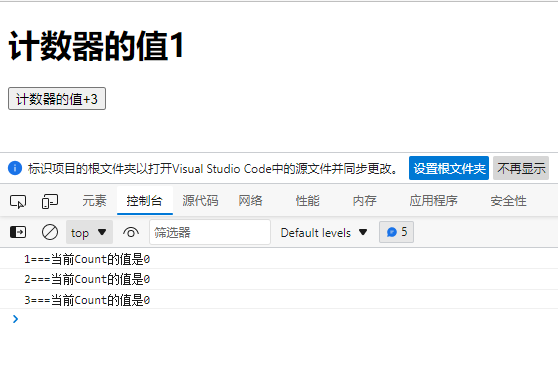 计数器的值1
计数器的值+3
标识项目的根文件夹以打开Visual Studio Code中的源文件并同步更改。 设置根文件夹 不再显示
元素 控制台 源代码 网络 性能 内存 应用程序 安全性
top 筛选器 Default levels 5
1===当前Count的值是0
2===当前Count的值是0
3===当前Count的值是0